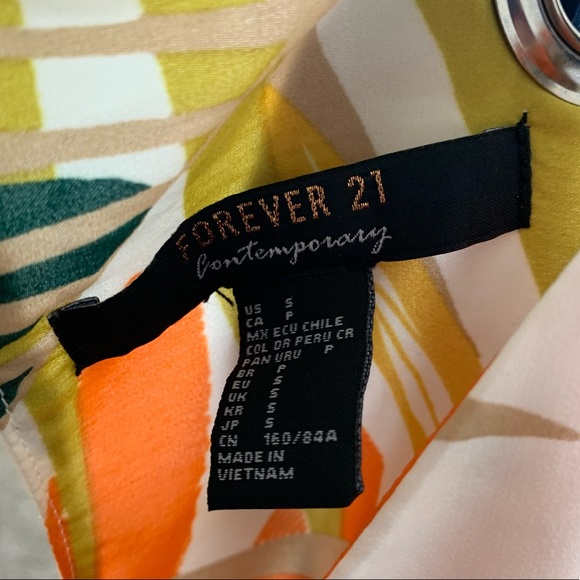 FOREVER 21
Contemporary
US S
CA P
MX ECU CHILE
COL DR PERU CR
PAN URU P
BR P
EU S
UK S
KR S
JP S
CN 160/84A
MADE IN
VIETNAM